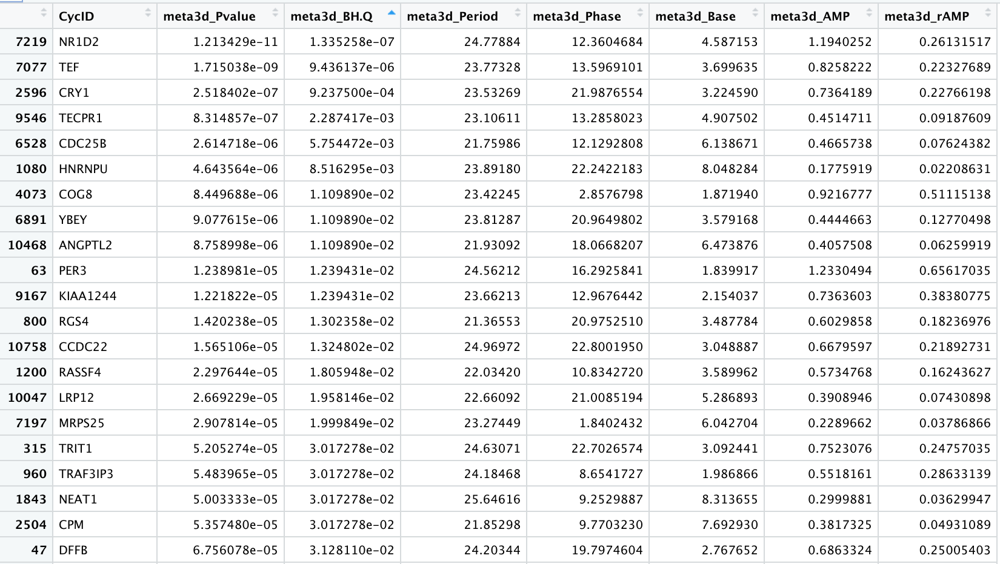 CycID meta3d_Pvalue meta3d_BH.Q meta3d_Period meta3d_Phase meta3d_Base meta3d_AMP meta3d_rAMP
7219 NR1D2 1.213429e-11 1.335258e-07 24.77884 12.3604684 4.587153 1.1940252 0.26131517
7077 TEF 1.715038e-09 9.436137e-06 23.77328 13.5969101 3.699635 0.8258222 0.22327689
2596 CRY1 2.518402e-07 9.237500e-04 23.53269 21.9876554 3.224590 0.7364189 0.22766198
9546 TECPR1 8.314857e-07 2.287417e-03 23.10611 13.2858023 4.907502 0.4514711 0.09187609
6528 CDC25B 2.614718e-06 5.754472e-03 21.75986 12.1292808 6.138671 0.4665738 0.07624382
1080 HNRNPU 4.643564e-06 8.516295e-03 23.89180 22.2422183 8.048284 0.1775919 0.02208631
4073 COG8 8.449688e-06 1.109890e-02 23.42245 2.8576798 1.871940 0.9216777 0.51115138
6891 YBEY 9.077615e-06 1.109890e-02 23.81287 20.9649802 3.579168 0.4444663 0.12770498
10468 ANGPTL2 8.758998e-06 1.109890e-02 21.93092 18.0668207 6.473876 0.4057508 0.06259919
63 PER3 1.238981e-05 1.239431e-02 24.56212 16.2925841 1.839917 1.2330494 0.65617035
9167 KIAA1244 1.221822e-05 1.239431e-02 23.66213 12.9676442 2.154037 0.7363603 0.38380775
800 RGS4 1.420238e-05 1.302358e-02 21.36553 20.9752510 3.487784 0.6029858 0.18236976
10758 CCDC22 1.565106e-05 1.324802e-02 24.96972 22.8001950 3.048887 0.6679597 0.21892731
1200 RASSF4 2.297644e-05 1.805948e-02 22.03420 10.8342720 3.589962 0.5734768 0.16243627
10047 LRP12 2.669229e-05 1.958146e-02 22.66092 21.0085194 5.286893 0.3908946 0.07430898
7197 MRPS25 2.907814e-05 1.999849e-02 23.27449 1.8402432 6.042704 0.2289662 0.03786866
315 TRIT1 5.205274e-05 3.017278e-02 24.63071 22.7026574 3.092441 0.7523076 0.24757035
960 TRAF3IP3 5.483965e-05 3.017278e-02 24.18468 8.6541727 1.986866 0.5518161 0.28633139
1843 NEAT1 5.003333e-05 3.017278e-02 25.64616 9.2529887 8.313655 0.2999881 0.03629947
2504 CPM 5.357480e-05 3.017278e-02 21.85298 9.7703230 7.692930 0.3817325 0.04931089
47 DFFB 6.756078e-05 3.128110e-02 24.20344 19.7974604 2.767652 0.6863324 0.25005403